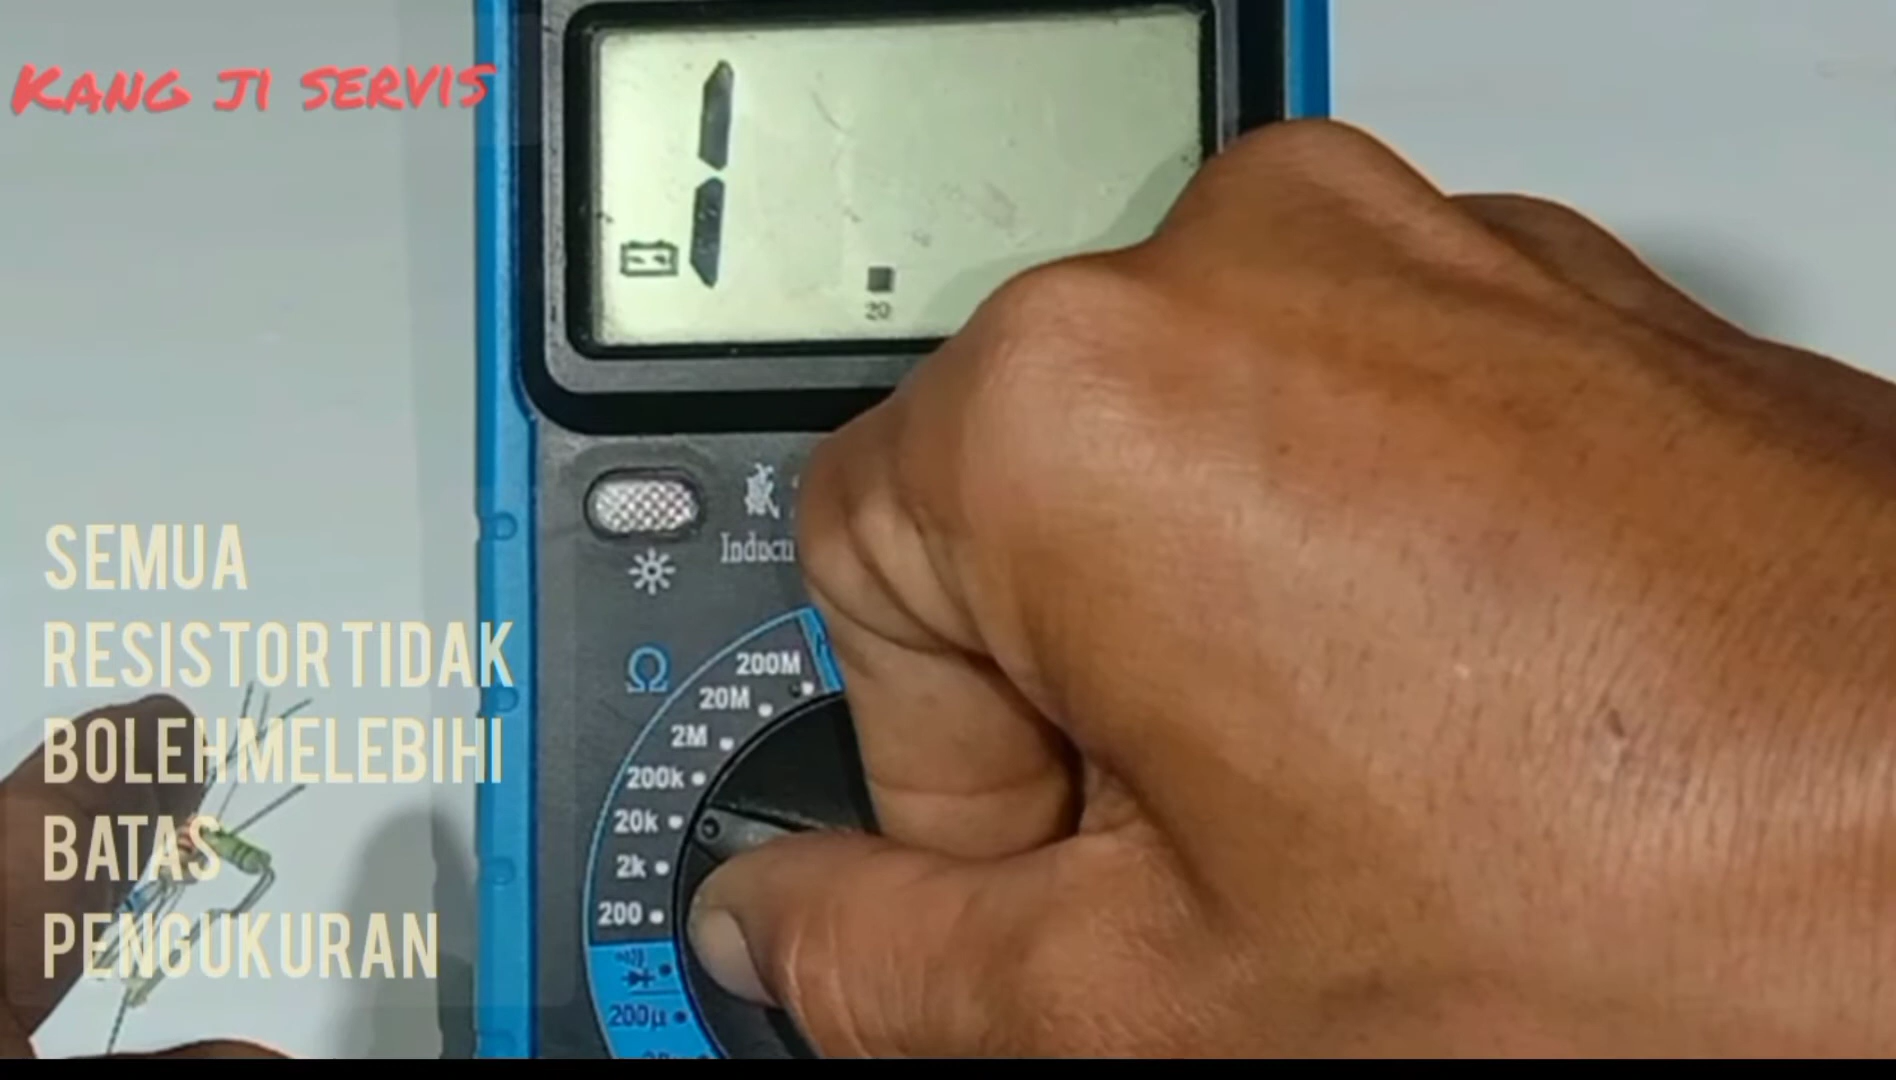 KANG JI SERVIS
1
20
Ω
200M
20M
2M
200k
20k
2k
200
200μ
SEMUA
RESISTOR TIDAK
BOLEH MELEBIHI
BATAS
PENGUKURAN